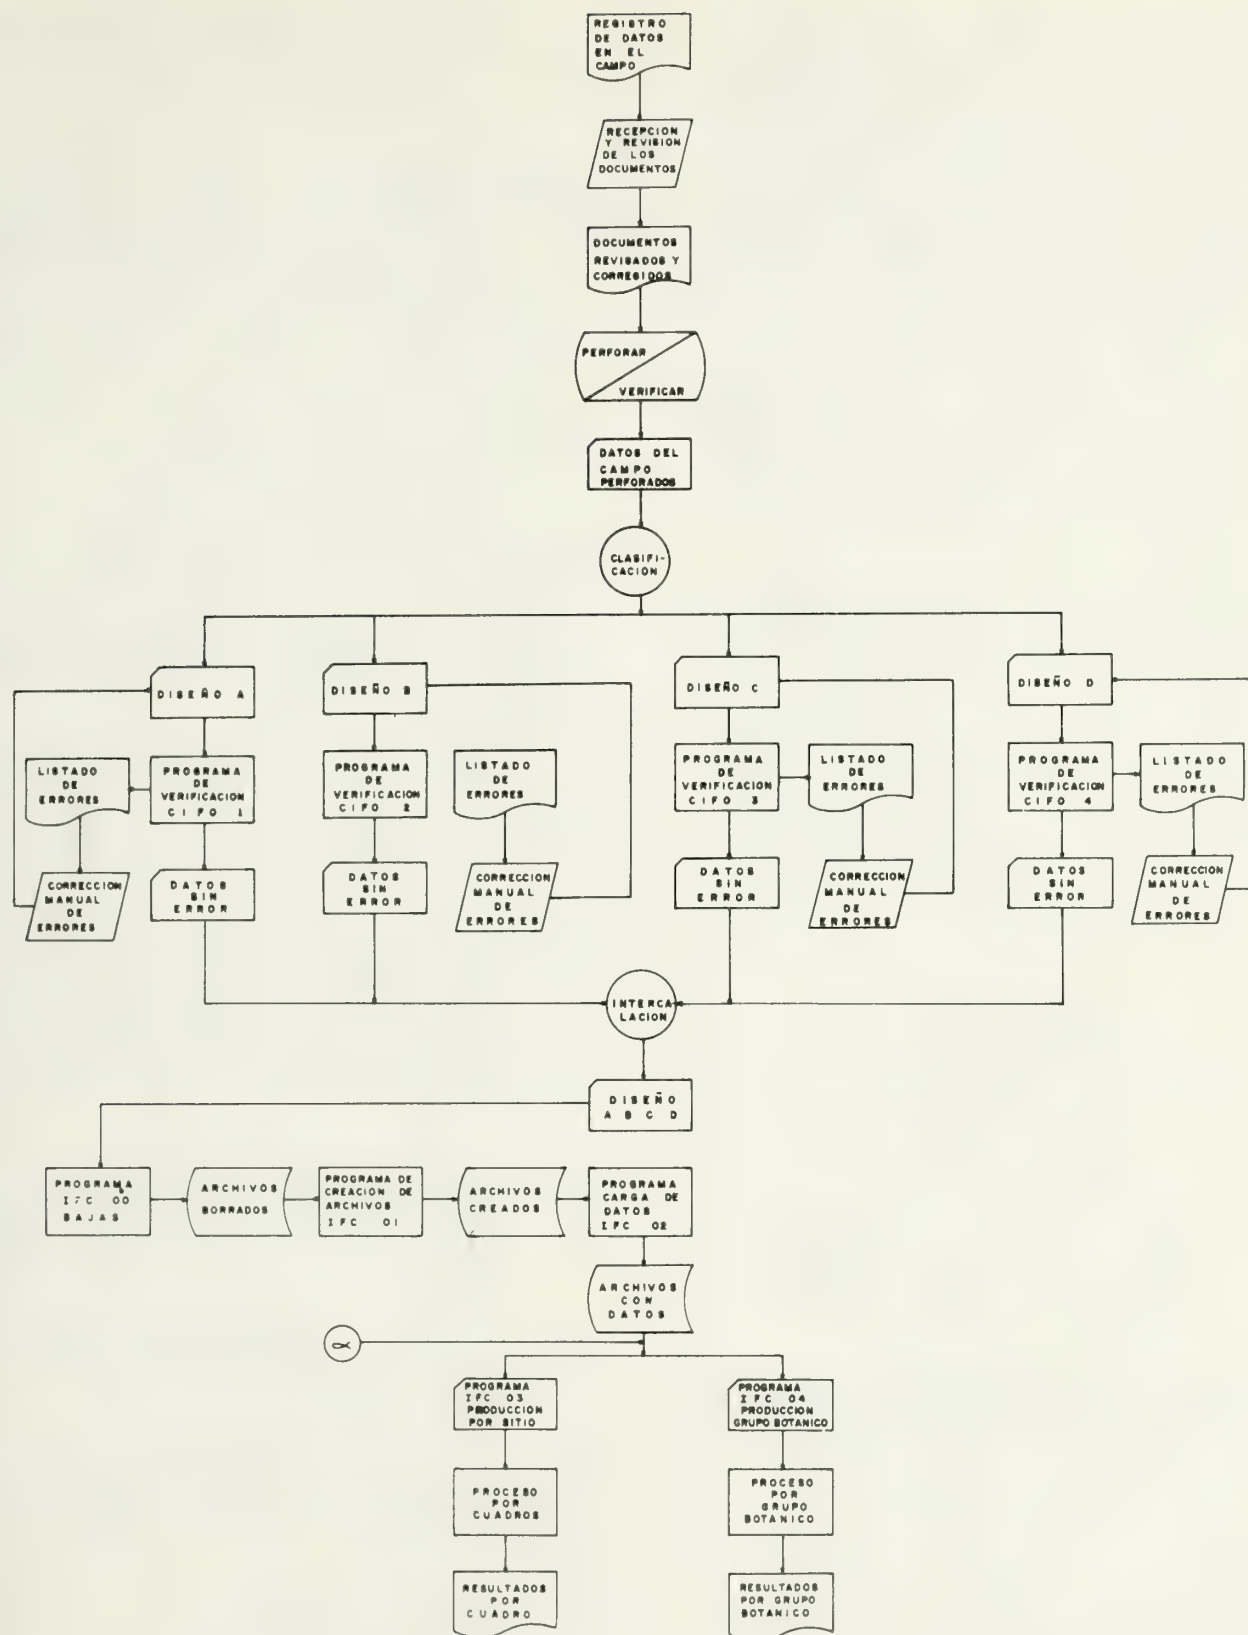 REGISTRO
DE DATOS
EN EL
CAMPO
RECEPCION
Y REVISION
DE LOS
DOCUMENTOS
DOCUMENTOS
REVISADOS Y
CORREGIDOS
PERFORAR
VERIFICAR
DATOS DEL
CAMPO
PERFORADOS
CLASIFI-
CACION
DISEÑO A
DISEÑO B
DISEÑO C
DISEÑO D
LISTADO
DE
ERRORES
PROGRAMA
DE
VERIFICACION
CIFO 1
PROGRAMA
DE
VERIFICACION
CIFO 2
LISTADO
DE
ERRORES
PROGRAMA
DE
VERIFICACION
CIFO 3
LISTADO
DE
ERRORES
PROGRAMA
DE
VERIFICACION
CIFO 4
LISTADO
DE
ERRORES
CORRECCION
MANUAL
DE
ERRORES
DATOS
SIN
ERROR
DATOS
SIN
ERROR
CORRECCION
MANUAL
DE
ERRORES
DATOS
SIN
ERROR
CORRECCION
MANUAL
DE
ERRORES
DATOS
SIN
ERROR
CORRECCION
MANUAL
DE
ERRORES
INTERCA
LACION
DISEÑO
A B C D
PROGRAMA
IFC 00
BAJAS
ARCHIVOS
BORRADOS
PROGRAMA DE
CREACION DE
ARCHIVOS
IFC 01
ARCHIVOS
CREADOS
PROGRAMA
CARGA DE
DATOS
IFC 02
ARCHIVOS
CON
DATOS
α
PROGRAMA
IFC 03
PRODUCCION
POR SITIO
PROGRAMA
IFC 04
PRODUCCION
GRUPO BOTANICO
PROCESO
POR
CUADROS
PROCESO
POR
GRUPO
BOTANICO
RESULTADOS
POR
CUADRO
RESULTADOS
POR GRUPO
BOTANICO